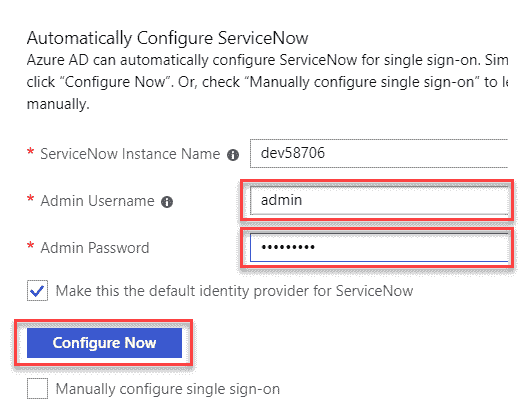 Automatically Configure ServiceNow
Azure AD can automatically configure ServiceNow for single sign-on.
click “Configure Now”. Or, check “Manually configure single sign-on” to
manually.
* ServiceNow Instance Name
dev58706
* Admin Username
admin
* Admin Password
•••••••••
Make this the default identity provider for ServiceNow
Configure Now
Manually configure single sign-on